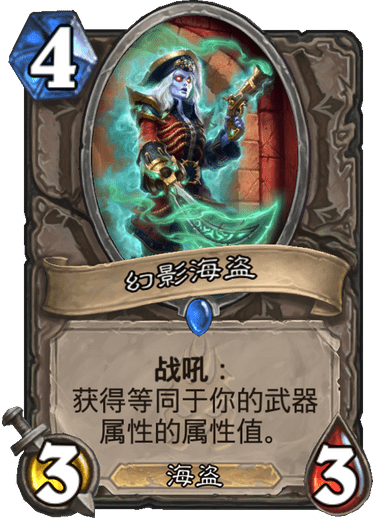 4
幻影海盗
战吼：
获得等同于你的武器
属性的属性值。
3
海盗
3